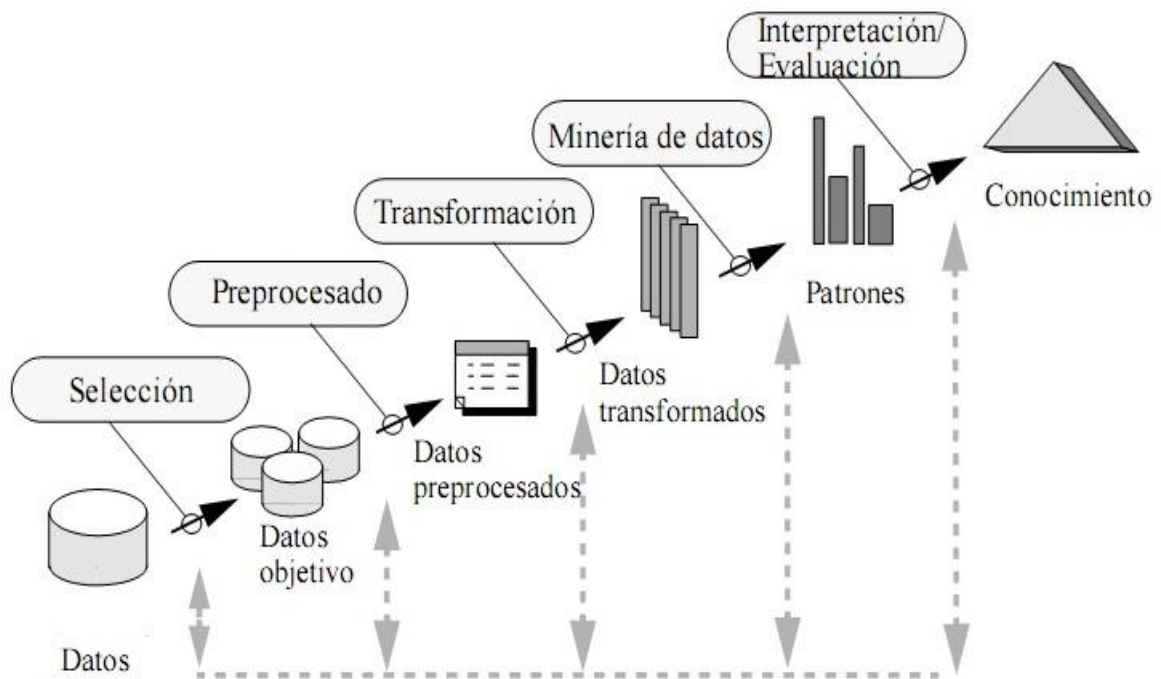 Interpretación/
Evaluación
Minería de datos
Conocimiento
Transformación
Preprocesado
Patrones
Selección
Datos
transformados
Datos
preprocesados
Datos
objetivo
Datos